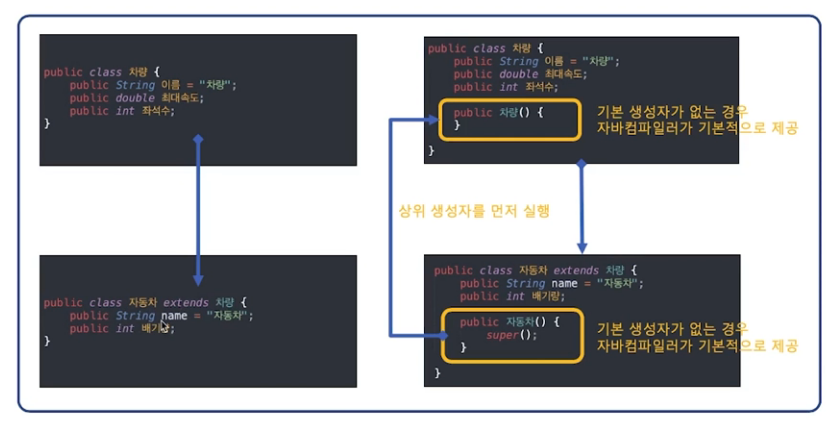 public class 차량 {
public String 이름 = "차량";
public double 최대속도;
public int 좌석수;
}
public class 자동차 extends 차량 {
public String name = "자동차";
public int 배기량;
}
public class 차량 {
public String 이름 = "차량";
public double 최대속도;
public int 좌석수;
public 차량() {
}
}
기본 생성자가 없는 경우
자바컴파일러가 기본적으로 제공
상위 생성자를 먼저 실행
public class 자동차 extends 차량 {
public String name = "자동차";
public int 배기량;
public 자동차() {
super();
}
}
기본 생성자가 없는 경우
자바컴파일러가 기본적으로 제공